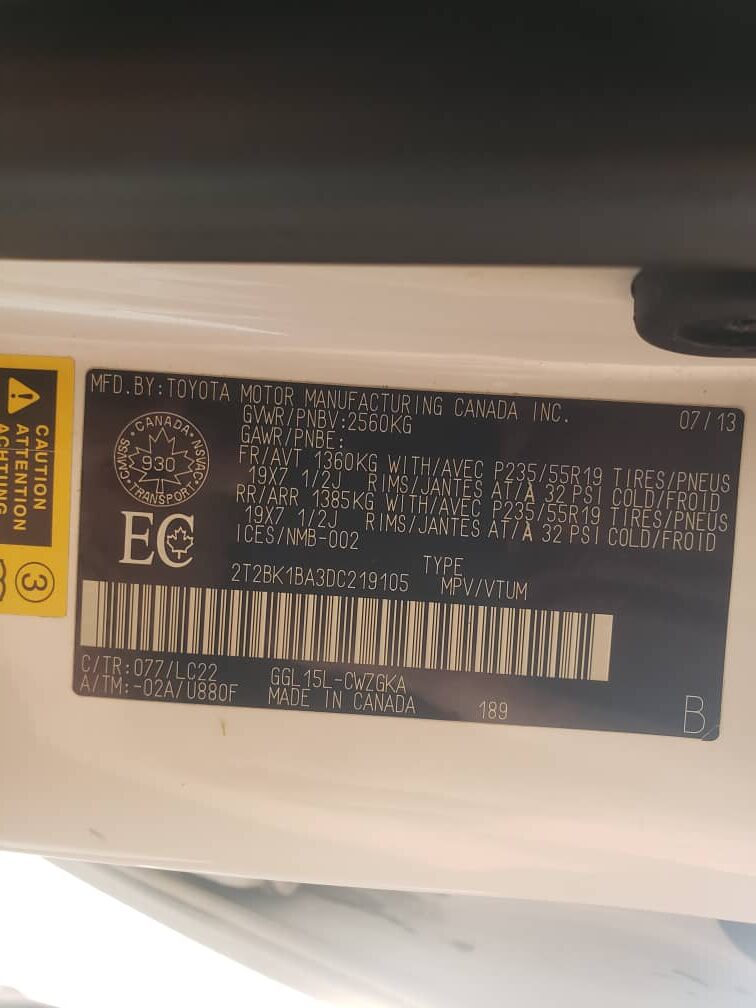 MFD.BY:TOYOTA MOTOR MANUFACTURING CANADA INC. 07/13
GVWR/PNBV:2560KG
GAWR/PNBE:
FR/AVT 1360KG WITH/AVEC P235/55R19 TIRES/PNEUS
19X7 1/2J RIMS/JANTES AT/À 32 PSI COLD/FROID
RR/ARR 1385KG WITH/AVEC P235/55R19 TIRES/PNEUS
19X7 1/2J RIMS/JANTES AT/À 32 PSI COLD/FROID
ICES/NMB-002
CANADA
CMVSS
NSVAC
930
TRANSPORT
EC
TYPE
2T2BK1BA3DC219105 MPV/VTUM
C/TR:077/LC22 GGL15L-CWZGKA
A/TM:-02A/U880F MADE IN CANADA 189
B
CAUTION
ATTENTION
ACHTUNG
3